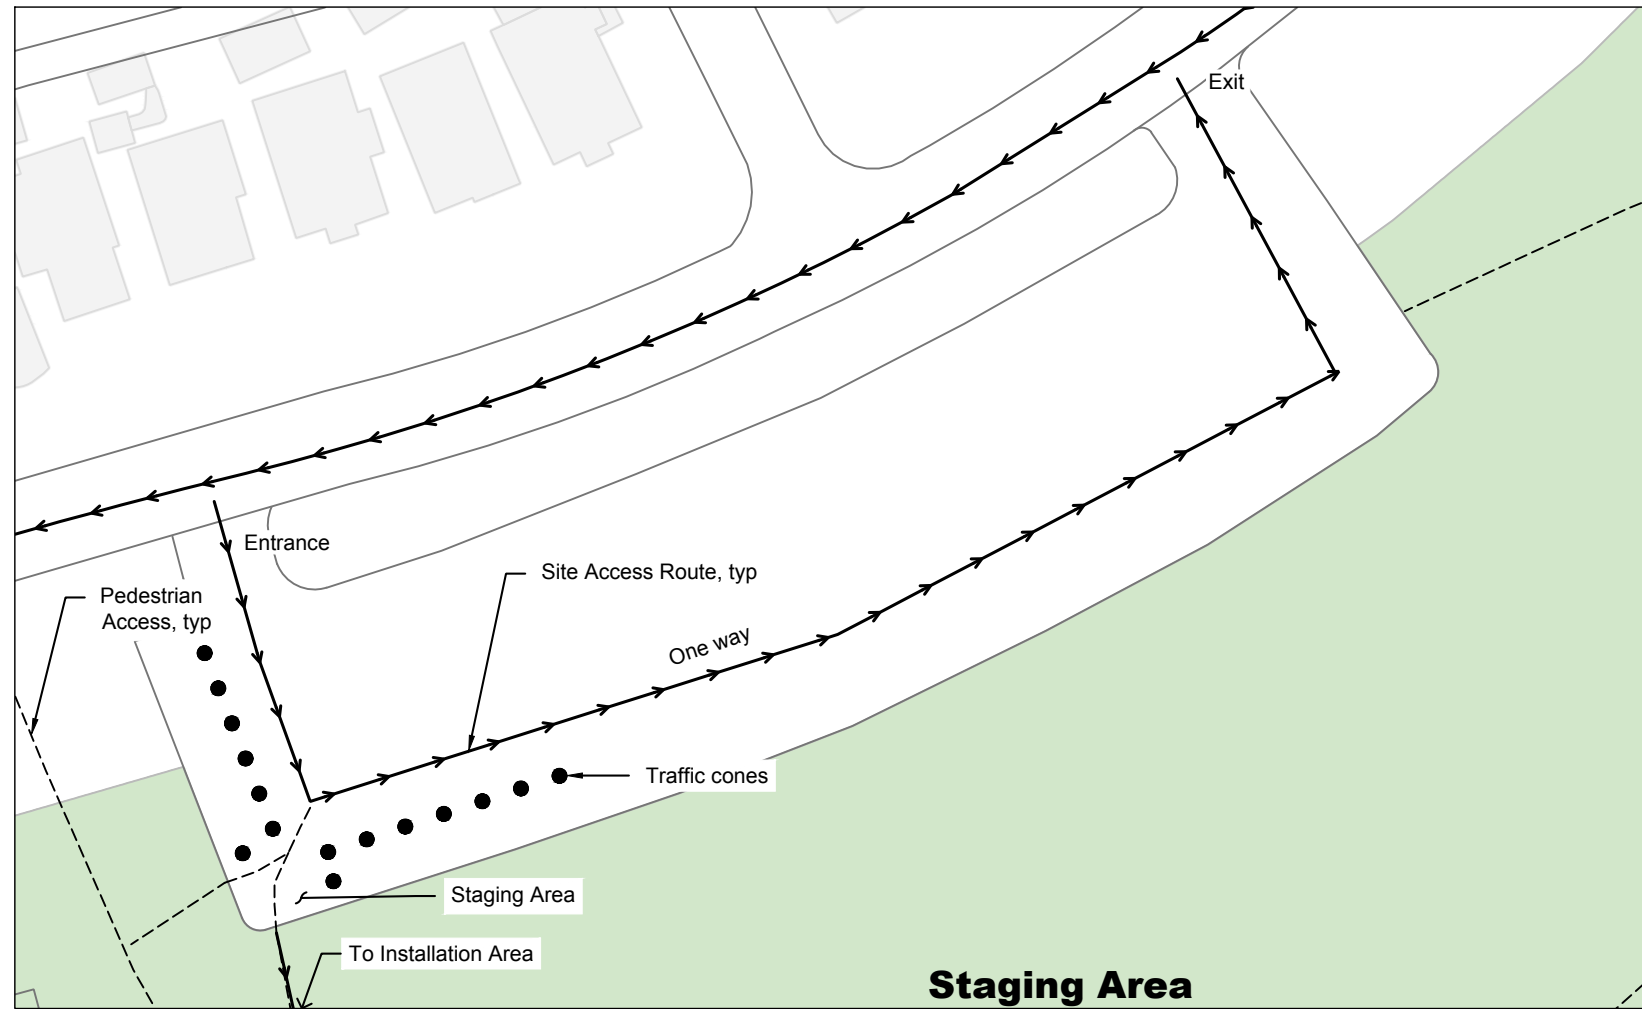 Exit
Entrance
Site Access Route, typ
Pedestrian
Access, typ
One way
Traffic cones
Staging Area
To Installation Area
Staging Area